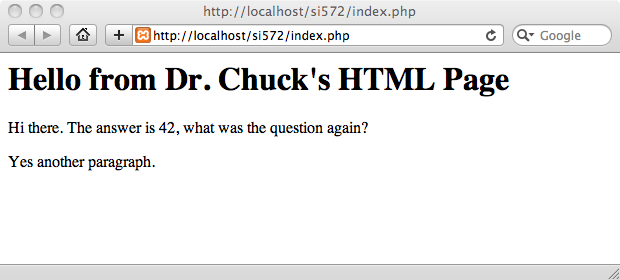 http://localhost/si572/index.php
http://localhost/si572/index.php
Google
Hello from Dr. Chuck's HTML Page
Hi there. The answer is 42, what was the question again?
Yes another paragraph.